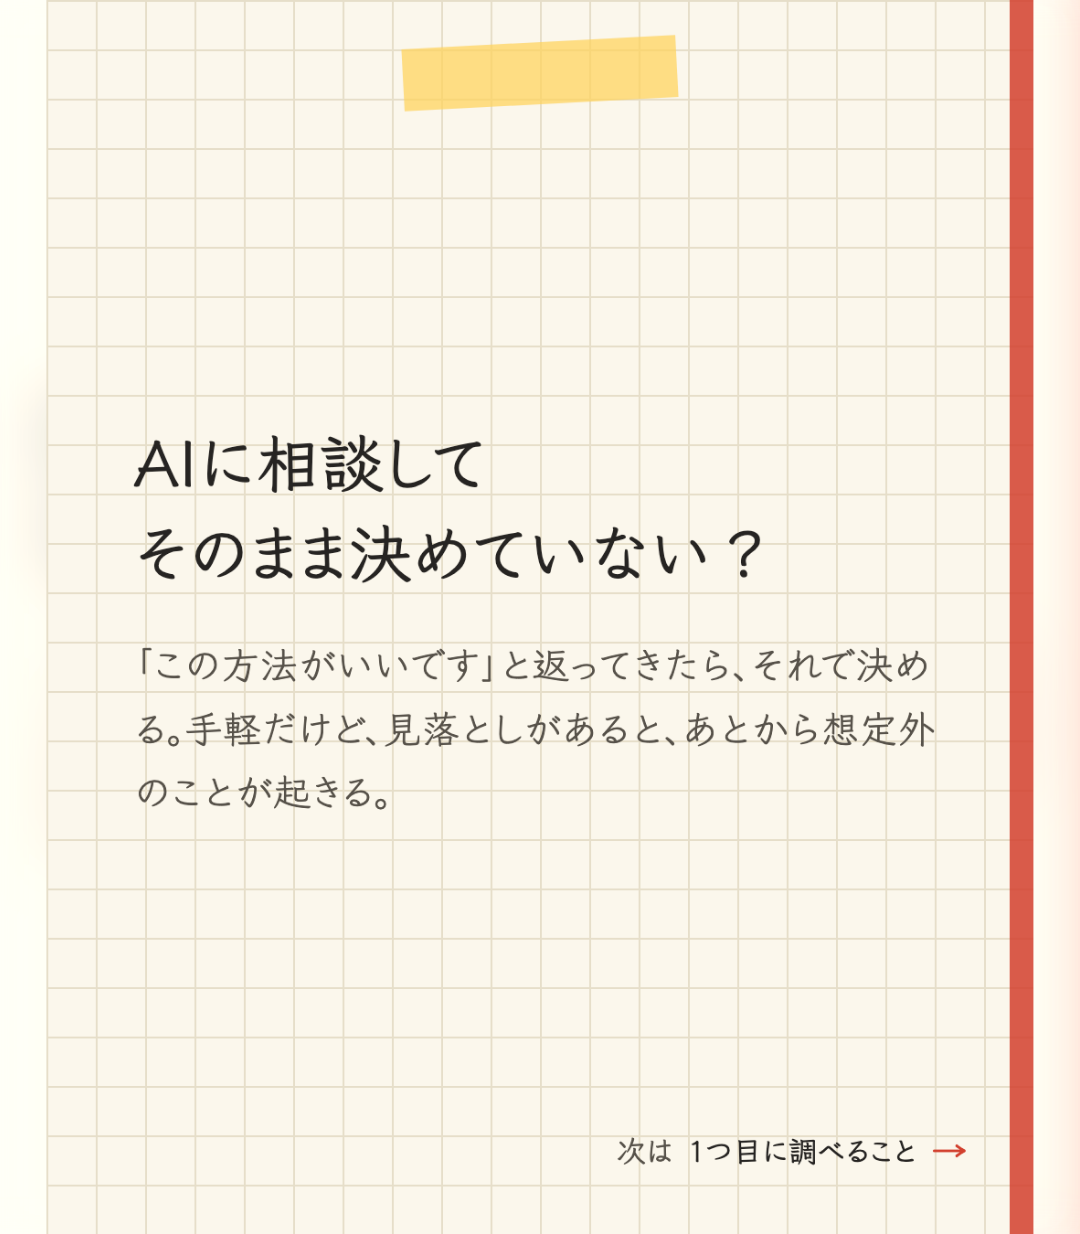 AIに相談して
そのまま決めていない？
「この方法がいいです」と返ってきたら、それで決め
る。手軽だけど、見落としがあると、あとから想定外
のことが起きる。
次は 1つ目に調べること →